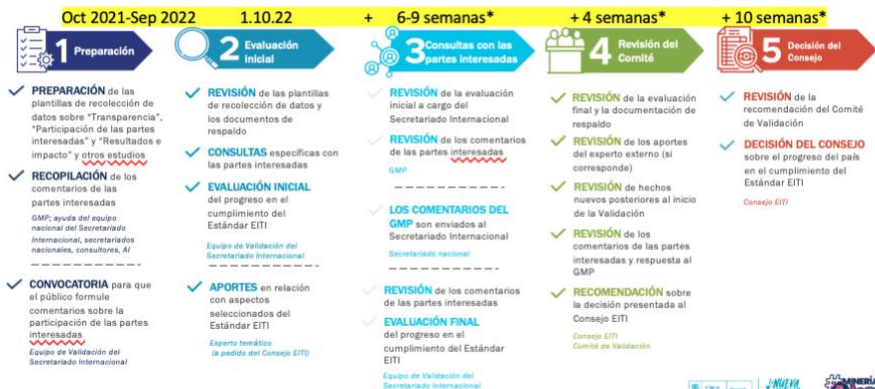 Oct 2021-Sep 2022 1.10.22 + 6-9 semanas* + 4 semanas* + 10 semanas*
1 Preparación
PREPARACIÓN de las
plantillas de recolección de
datos sobre "Transparencia",
"Participación de las partes
interesadas" y "Resultados e
impacto" y otros estudios
RECOPILACIÓN de los
comentarios de las
partes interesadas
GMP; ayuda del equipo
nacional del Secretariado
Internacional, secretariados
nacionales, consultores, AI
CONVOCATORIA para que
el público formule
comentarios sobre la
participación de las partes
interesadas
Equipo de Validación del
Secretariado Internacional
2 Evaluación
inicial
REVISIÓN de las plantillas
de recolección de datos y
los documentos de
respaldo
CONSULTAS específicas con
las partes interesadas
EVALUACIÓN INICIAL
del progreso en el
cumplimiento del
Estándar EITI
Equipo de Validación del
Secretariado Internacional
APORTES en relación
con aspectos
seleccionados del
Estándar EITI
Experto temático
(a pedido del Consejo EITI)
3 Consultas con las
partes interesadas
REVISIÓN de la evaluación
inicial a cargo del
Secretariado Internacional
REVISIÓN de los comentarios
de las partes interesadas
GMP
LOS COMENTARIOS DEL
GMP son enviados al
Secretariado Internacional
Secretariado nacional
REVISIÓN de los comentarios
de las partes interesadas
EVALUACIÓN FINAL
del progreso en el
cumplimiento del Estándar
EITI
Equipo de Validación del
Secretariado Internacional
4 Revisión del
Comité
REVISIÓN de la evaluación
final y la documentación de
respaldo
REVISIÓN de los aportes
del experto externo (si
corresponde)
REVISIÓN de hechos
nuevos posteriores al inicio
de la Validación
REVISIÓN de los
comentarios de las partes
interesadas y respuesta al
GMP
RECOMENDACIÓN sobre
la decisión presentada al
Consejo EITI
Consejo EITI
Comité de Validación
5 Decisión del
Consejo
REVISIÓN de la
recomendación del Comité
de Validación
DECISIÓN DEL CONSEJO
sobre el progreso del país
en el cumplimiento del
Estándar EITI
Consejo EITI
NUEVA
MINERÍA